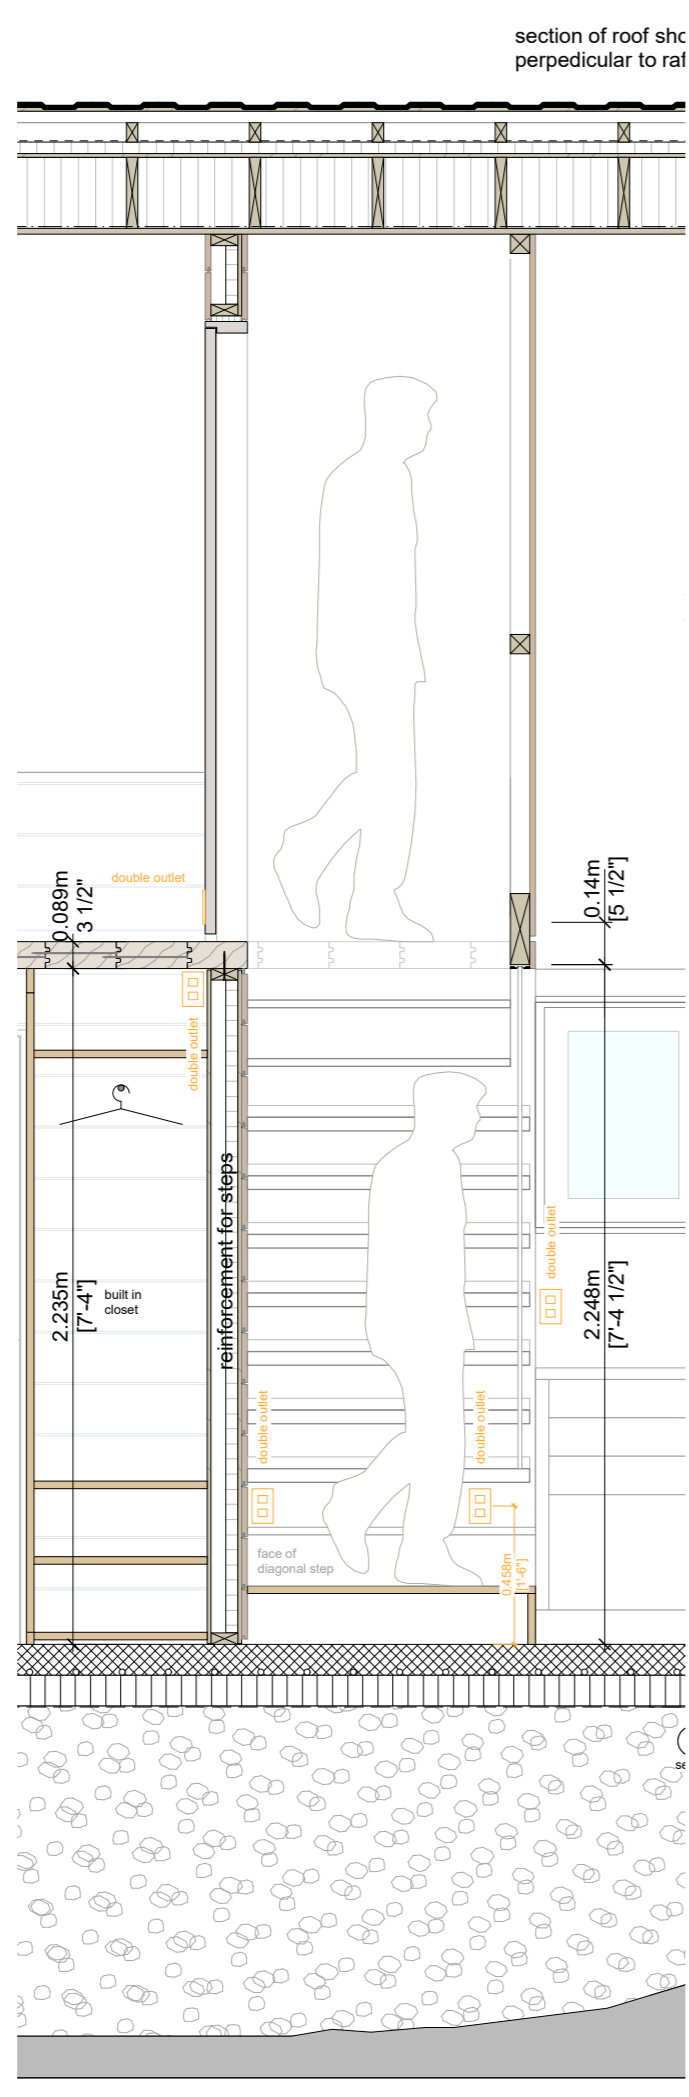 section of roof sho
perpedicular to raf
double outlet
0.089m
3 1/2"
0.14m
[5 1/2"]
double outlet
reinforcement for steps
double outlet
2.235m
[7'-4"]
built in
closet
2.248m
[7'-4 1/2"]
double outlet
double outlet
face of
diagonal step
0.458m
[1'-6"]
se